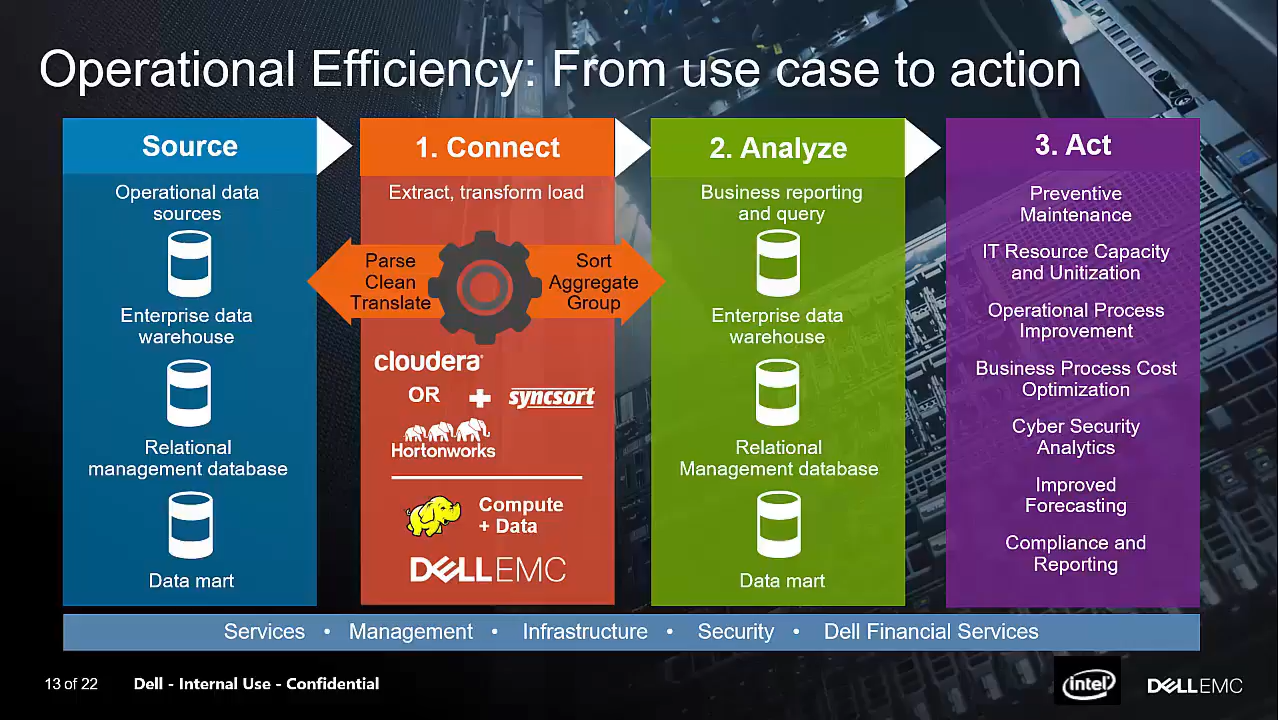 Operational Efficiency: From use case to action
Source
Operational data
sources
Enterprise data
warehouse
Relational
management database
Data mart
1. Connect
Extract, transform load
Parse
Clean
Translate
Sort
Aggregate
Group
cloudera
OR
+
syncsort
Hortonworks
Compute
+ Data
DELL EMC
2. Analyze
Business reporting
and query
Enterprise data
warehouse
Relational
Management database
Data mart
3. Act
Preventive
Maintenance
IT Resource Capacity
and Unitization
Operational Process
Improvement
Business Process Cost
Optimization
Cyber Security
Analytics
Improved
Forecasting
Compliance and
Reporting
Services • Management • Infrastructure • Security • Dell Financial Services
13 of 22 Dell - Internal Use - Confidential
intel
DELL EMC